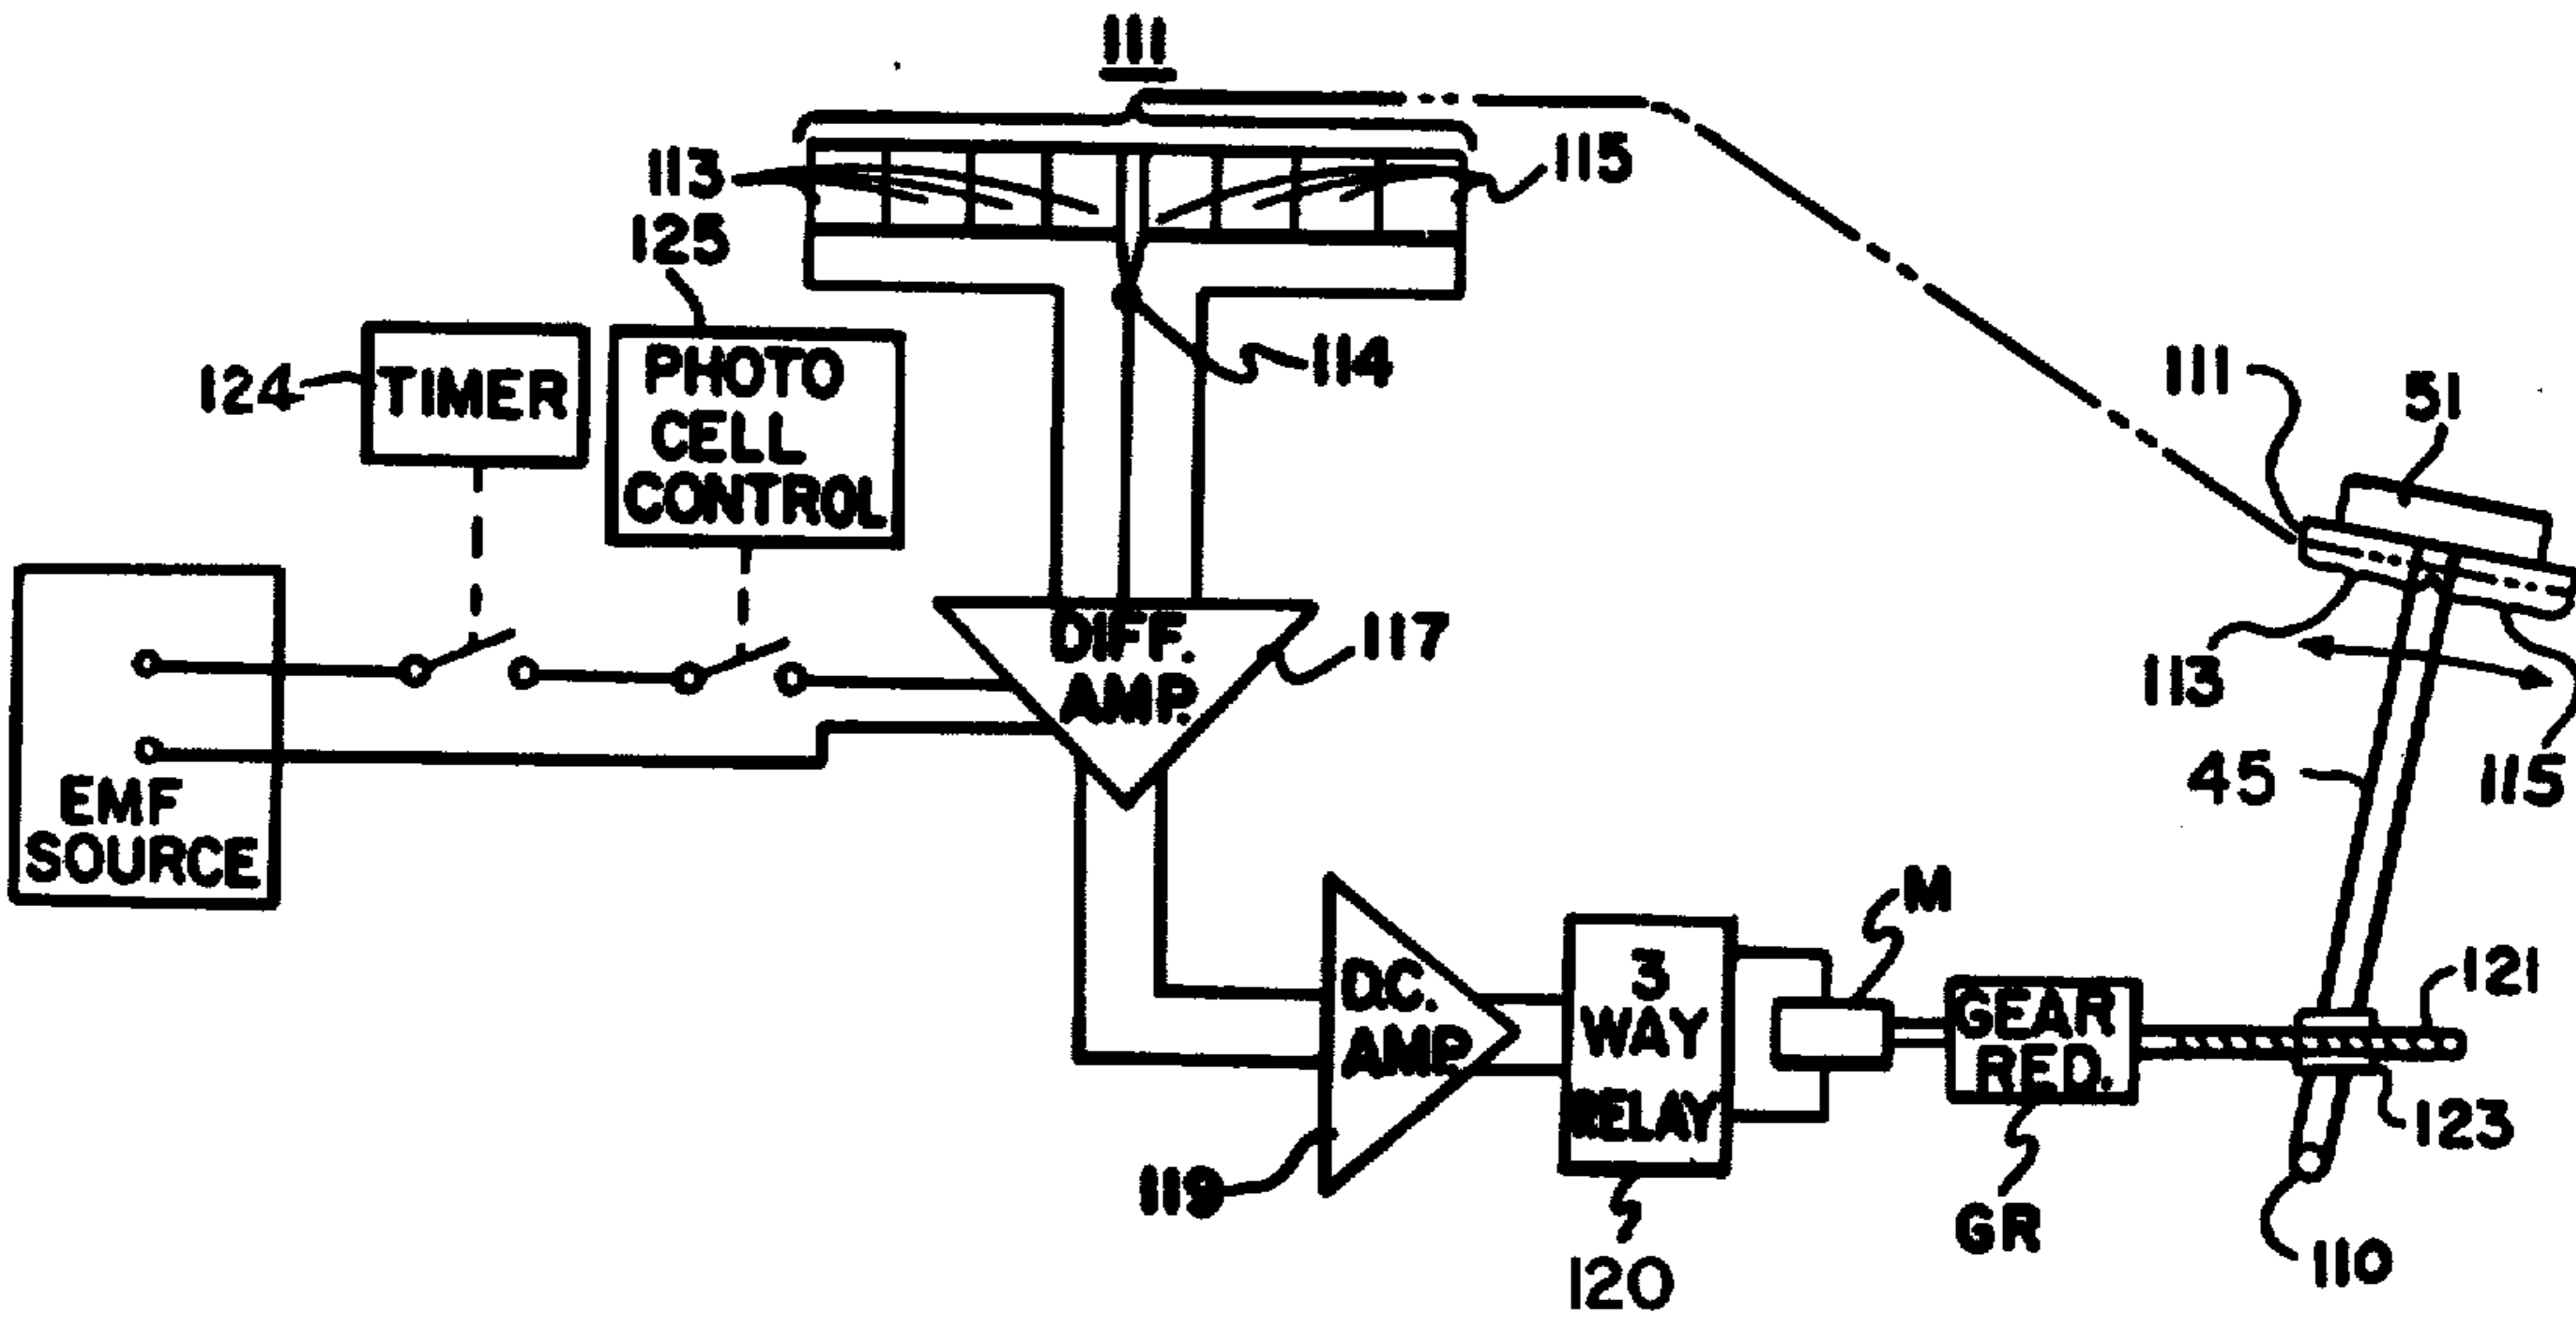 111
113
115
125
114
124
TIMER
PHOTO
CELL
CONTROL
111
51
DIFF.
AMP.
117
113
45
115
EMF
SOURCE
M
D.C.
AMP.
3
WAY
RELAY
GEAR
RED.
121
123
119
120
GR
110